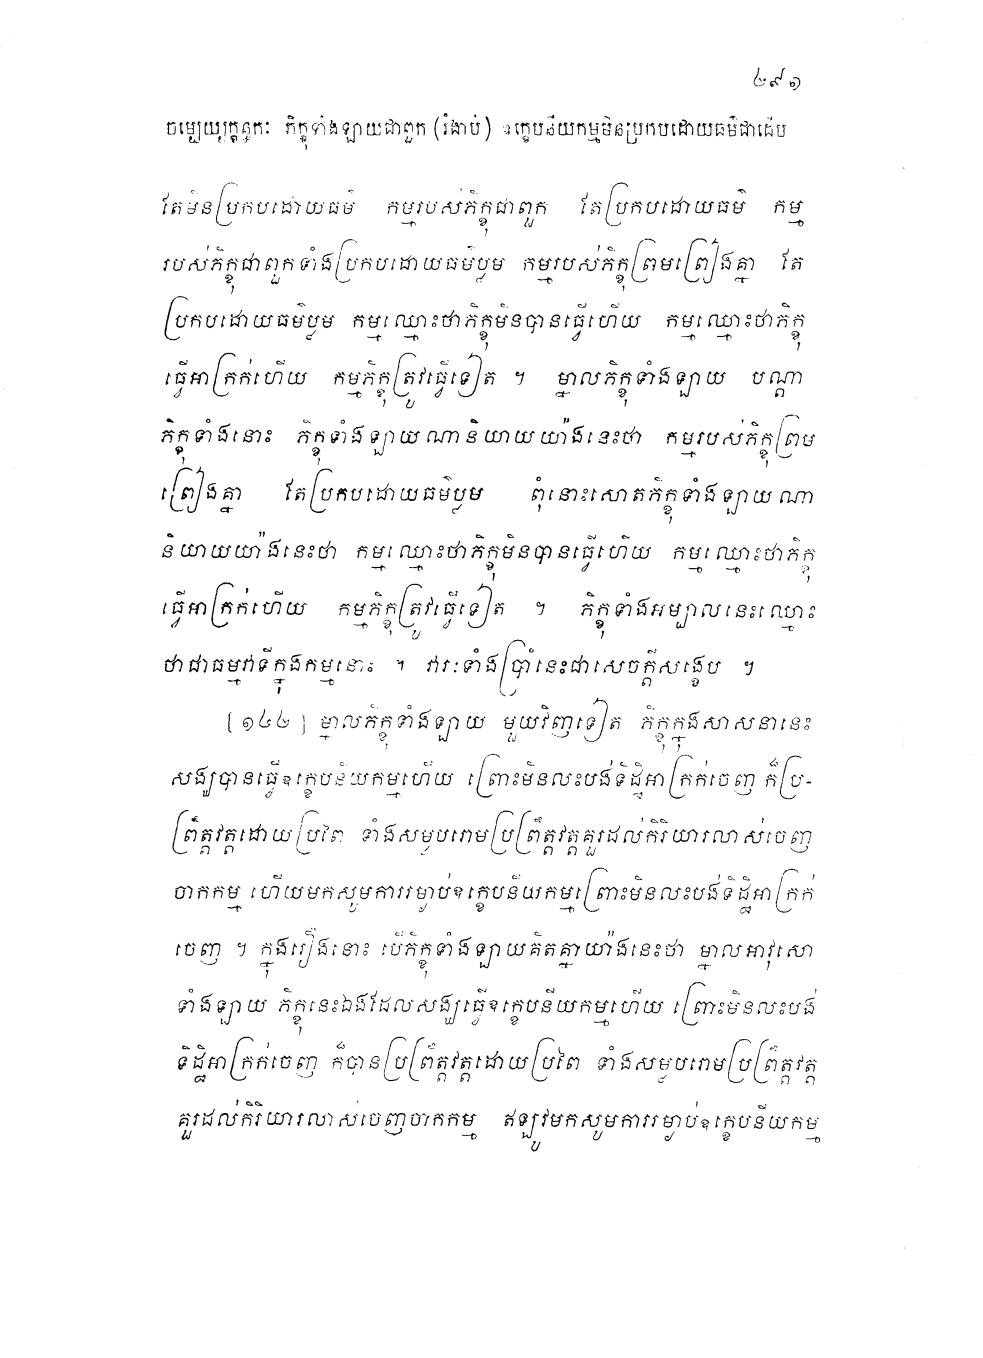 ២៩១
ចម្បេយ្យក្ខន្ធកៈ ភិក្ខុទាំងឡាយជាពួក (រំងាប់) ឧក្ខេបនីយកម្មមិនប្រកបដោយធម៌ជាដើម
តែមិនប្រកបដោយធម៌ កម្មរបស់ភិក្ខុជាពួក តែប្រកបដោយធម៌ កម្ម
របស់ភិក្ខុជាពួកទាំងប្រកបដោយធម៌ប្លម កម្មរបស់ភិក្ខុព្រមព្រៀងគ្នា តែ
ប្រកបដោយធម៌ប្លម កម្មឈ្មោះថាភិក្ខុមិនបានធ្វើហើយ កម្មឈ្មោះថាភិក្ខុ
ធ្វើអាក្រក់ហើយ កម្មភិក្ខុត្រូវធ្វើទៀត ។ ម្នាលភិក្ខុទាំងឡាយ បណ្តា
ភិក្ខុទាំងនោះ ភិក្ខុទាំងឡាយណានិយាយយ៉ាងនេះថា កម្មរបស់ភិក្ខុព្រម
ព្រៀងគ្នា តែប្រកបដោយធម៌ប្លម ពុំនោះសោតភិក្ខុទាំងឡាយណា
និយាយយ៉ាងនេះថា កម្មឈ្មោះថាភិក្ខុមិនបានធ្វើហើយ កម្មឈ្មោះថាភិក្ខុ
ធ្វើអាក្រក់ហើយ កម្មភិក្ខុត្រូវធ្វើទៀត ។ ភិក្ខុទាំងអម្បាលនេះឈ្មោះ
ថាជាធម្មវាទីក្នុងកម្មនោះ ។ វារៈទាំងប្រាំនេះជាសេចក្តីសង្ខេប ។
[១៤៤] ម្នាលភិក្ខុទាំងឡាយ មួយវិញទៀត ភិក្ខុក្នុងសាសនានេះ
សង្ឃបានធ្វើឧក្ខេបនីយកម្មហើយ ព្រោះមិនលះបង់ទិដ្ឋិអាក្រក់ចេញ ក៏ប្រ-
ព្រឹត្តវត្តដោយប្រពៃ ទាំងសម្ងបរោមប្រព្រឹត្តវត្តគួរដល់កិរិយារលាស់ចេញ
ចាកកម្ម ហើយមកសូមការរម្ងាប់ឧក្ខេបនីយកម្មព្រោះមិនលះបង់ទិដ្ឋិអាក្រក់
ចេញ ។ ក្នុងរឿងនោះ បើភិក្ខុទាំងឡាយគិតគ្នាយ៉ាងនេះថា ម្នាលអាវុសោ
ទាំងឡាយ ភិក្ខុនេះឯងដែលសង្ឃធ្វើឧក្ខេបនីយកម្មហើយ ព្រោះមិនលះបង់
ទិដ្ឋិអាក្រក់ចេញ ក៏បានប្រព្រឹត្តវត្តដោយប្រពៃ ទាំងសម្ងបរោមប្រព្រឹត្តវត្ត
គួរដល់កិរិយារលាស់ចេញចាកកម្ម ឥឡូវមកសូមការរម្ងាប់ឧក្ខេបនីយកម្ម